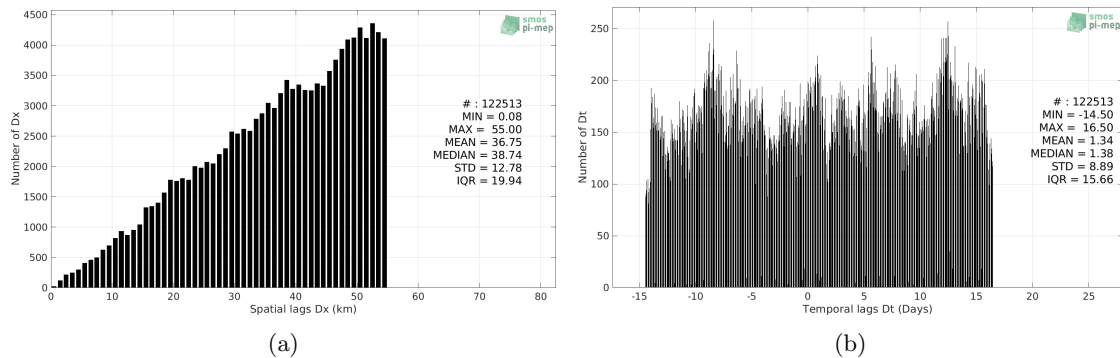 4500
4000
3500
3000
2500
2000
1500
1000
500
0
Number of Dx
smos
pi-mep
# : 122513
MIN = 0.08
MAX = 55.00
MEAN = 36.75
MEDIAN = 38.74
STD = 12.78
IQR = 19.94
0 10 20 30 40 50 60 70 80
Spatial lags Dx (km)
(a)
250
200
150
100
50
0
Number of Dt
smos
pi-mep
# : 122513
MIN = -14.50
MAX = 16.50
MEAN = 1.34
MEDIAN = 1.38
STD = 8.89
IQR = 15.66
-15 -10 -5 0 5 10 15 20 25
Temporal lags Dt (Days)
(b)